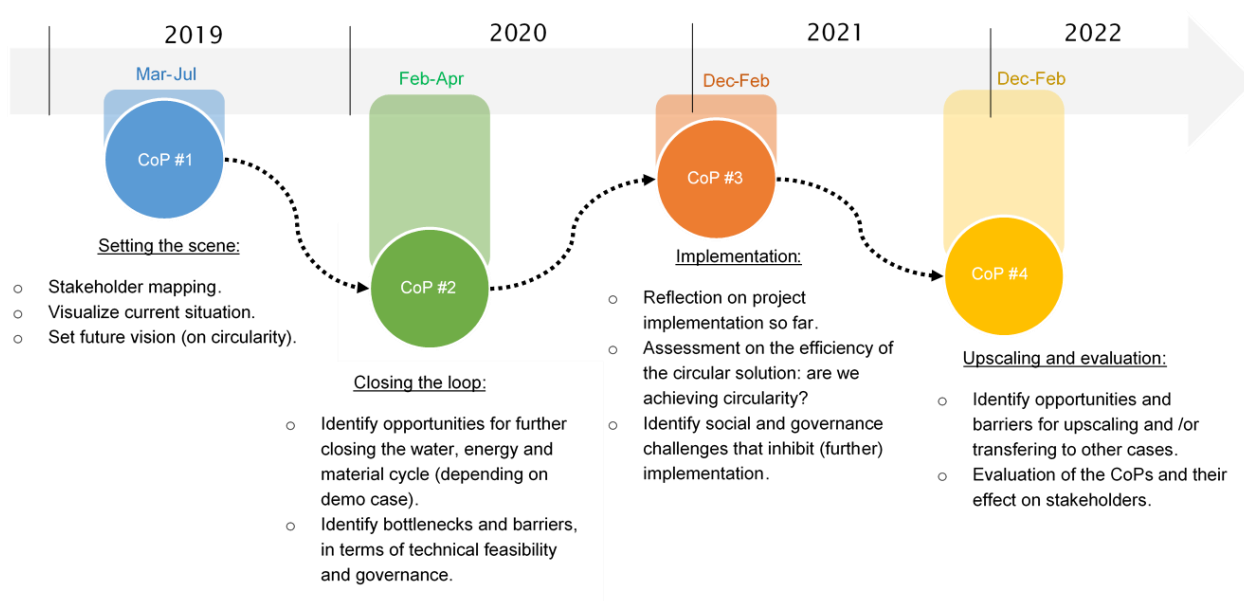 2019
2020
2021
2022
Mar-Jul
Feb-Apr
Dec-Feb
Dec-Feb
CoP #1
Setting the scene:
o Stakeholder mapping.
o Visualize current situation.
o Set future vision (on circularity).
CoP #2
Closing the loop:
o Identify opportunities for further
closing the water, energy and
material cycle (depending on
demo case).
o Identify bottlenecks and barriers,
in terms of technical feasibility
and governance.
CoP #3
Implementation:
o Reflection on project
implementation so far.
o Assessment on the efficiency of
the circular solution: are we
achieving circularity?
o Identify social and governance
challenges that inhibit (further)
implementation.
CoP #4
Upscaling and evaluation:
o Identify opportunities and
barriers for upscaling and /or
transfering to other cases.
o Evaluation of the CoPs and their
effect on stakeholders.